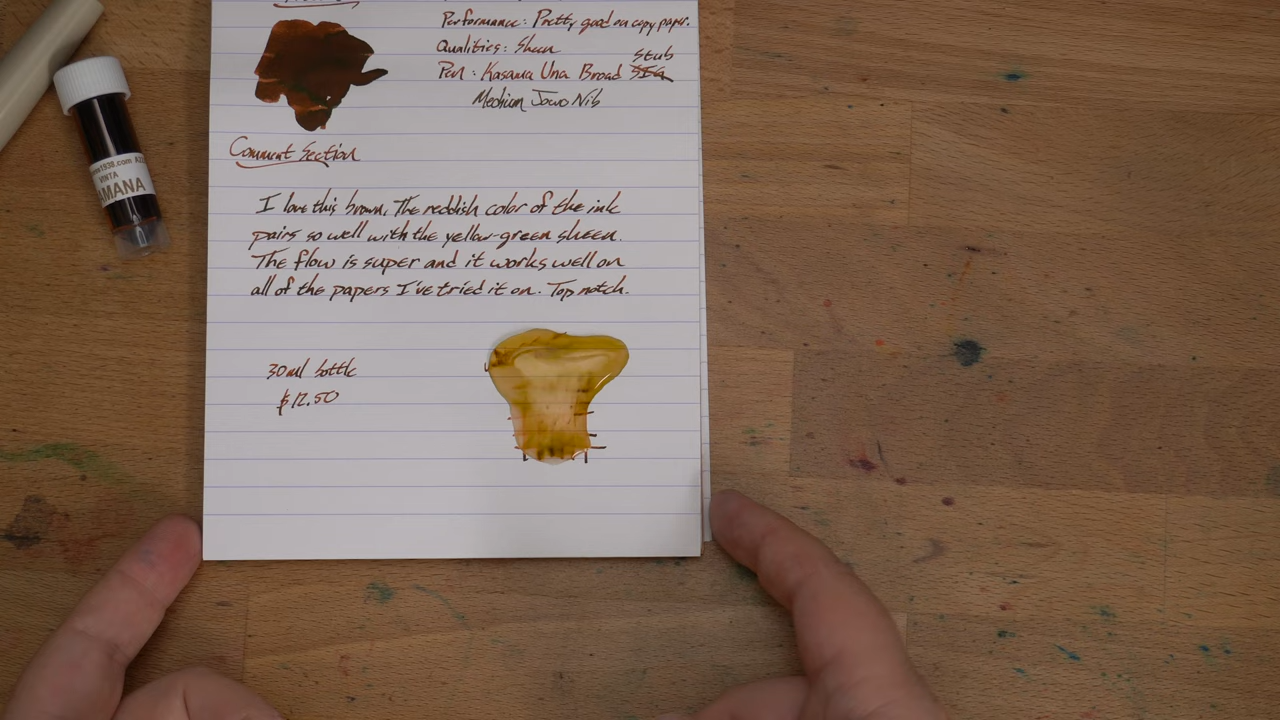 Performance: Pretty good on copy paper.
Qualities: Sheen
Stub
Pen: Kasama Una Broad
Medium Jowo Nib
Comment Section
I love this brown. The reddish color of the ink
pairs so well with the yellow-green sheen.
The flow is super and it works well on
all of the papers I've tried it on. Top notch.
30ml bottle
$12.50
1938.com
VINTA
AMANA